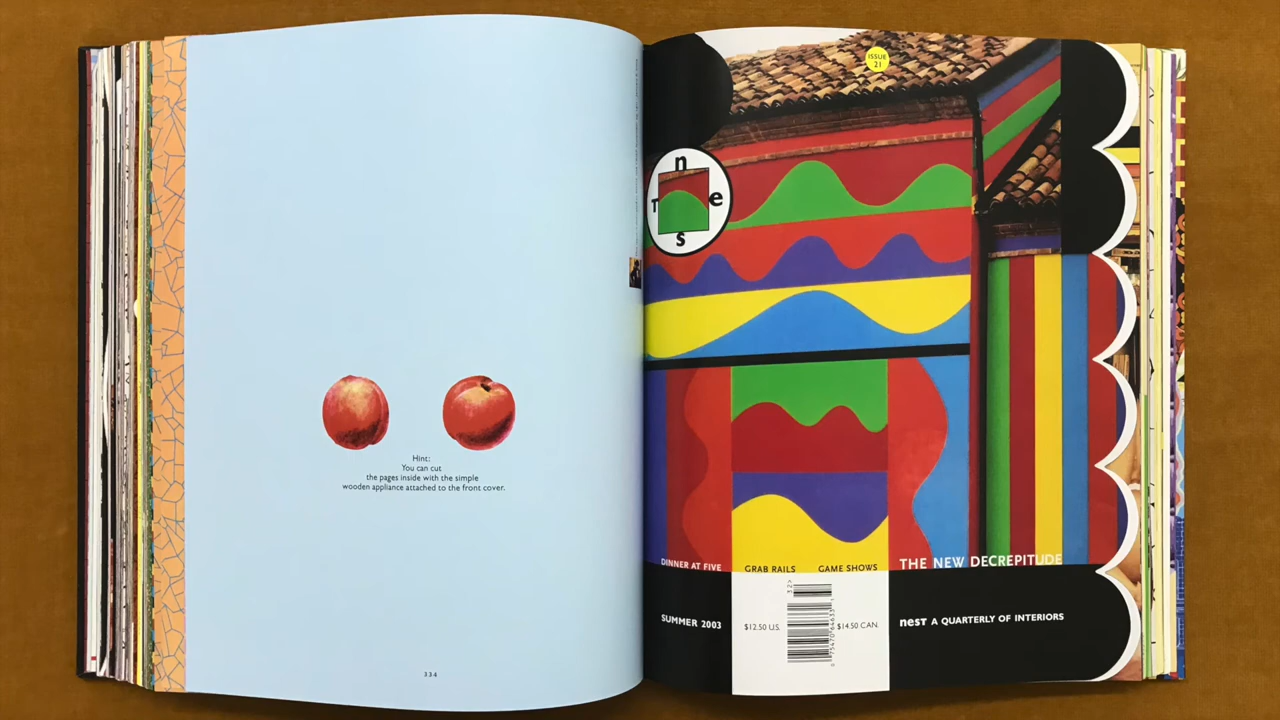 Hint:
You can cut
the pages inside with the simple
wooden appliance attached to the front cover.
334
ISSUE
21
n
T e
s
DINNER AT FIVE
GRAB RAILS
GAME SHOWS
THE NEW DECREPITUDE
SUMMER 2003
$12.50 U.S.
32>
$14.50 CAN.
nesT A QUARTERLY OF INTERIORS